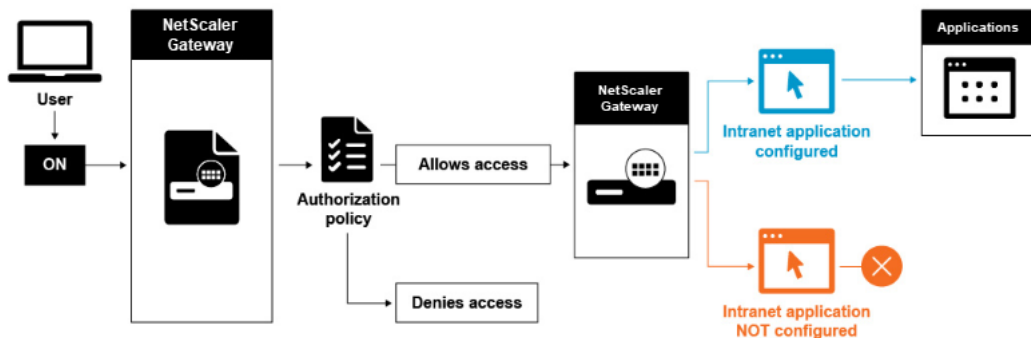 User
ON
NetScaler
Gateway
Authorization
policy
Allows access
Denies access
NetScaler
Gateway
Intranet application
configured
Applications
Intranet application
NOT configured